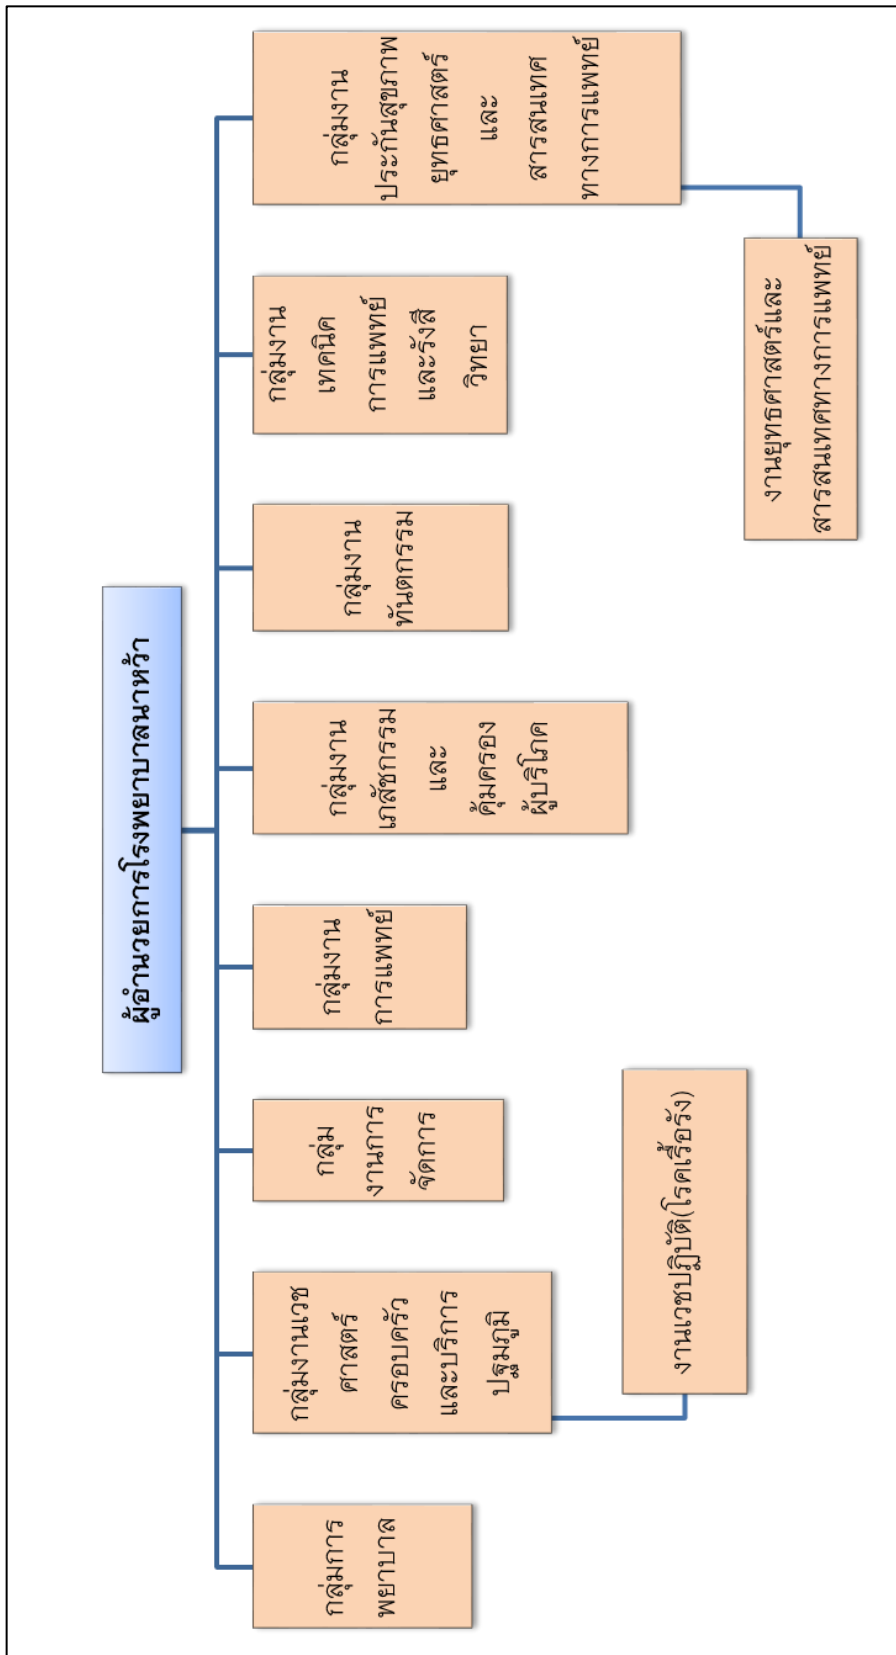 ผู้อำนวยการโรงพยาบาลนาหว้า
กลุ่มการ
พยาบาล
กลุ่มงานเวช
ศาสตร์
ครอบครัว
และบริการ
ปฐมภูมิ
กลุ่ม
งานการ
จัดการ
กลุ่มงาน
การแพทย์
กลุ่มงาน
เภสัชกรรม
และ
คุ้มครอง
ผู้บริโภค
กลุ่มงาน
ทันตกรรม
กลุ่มงาน
เทคนิค
การแพทย์
และรังสี
วิทยา
กลุ่มงาน
ประกันสุขภาพ
ยุทธศาสตร์
และ
สารสนเทศ
ทางการแพทย์
งานเวชปฏิบัติ(โรคเรื้อรัง)
งานยุทธศาสตร์และ
สารสนเทศทางการแพทย์